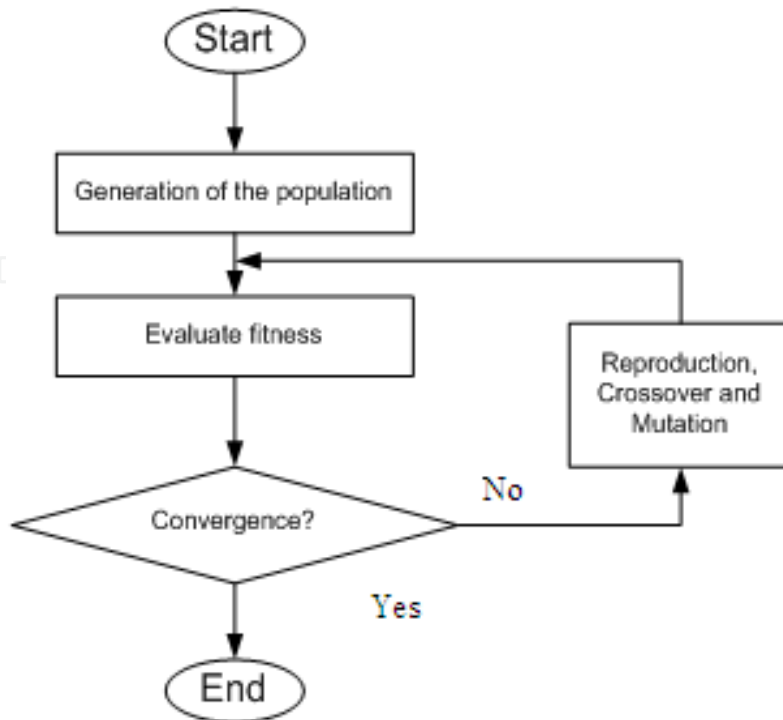 Start
Generation of the population
Evaluate fitness
Reproduction,
Crossover and
Mutation
Convergence?
No
Yes
End